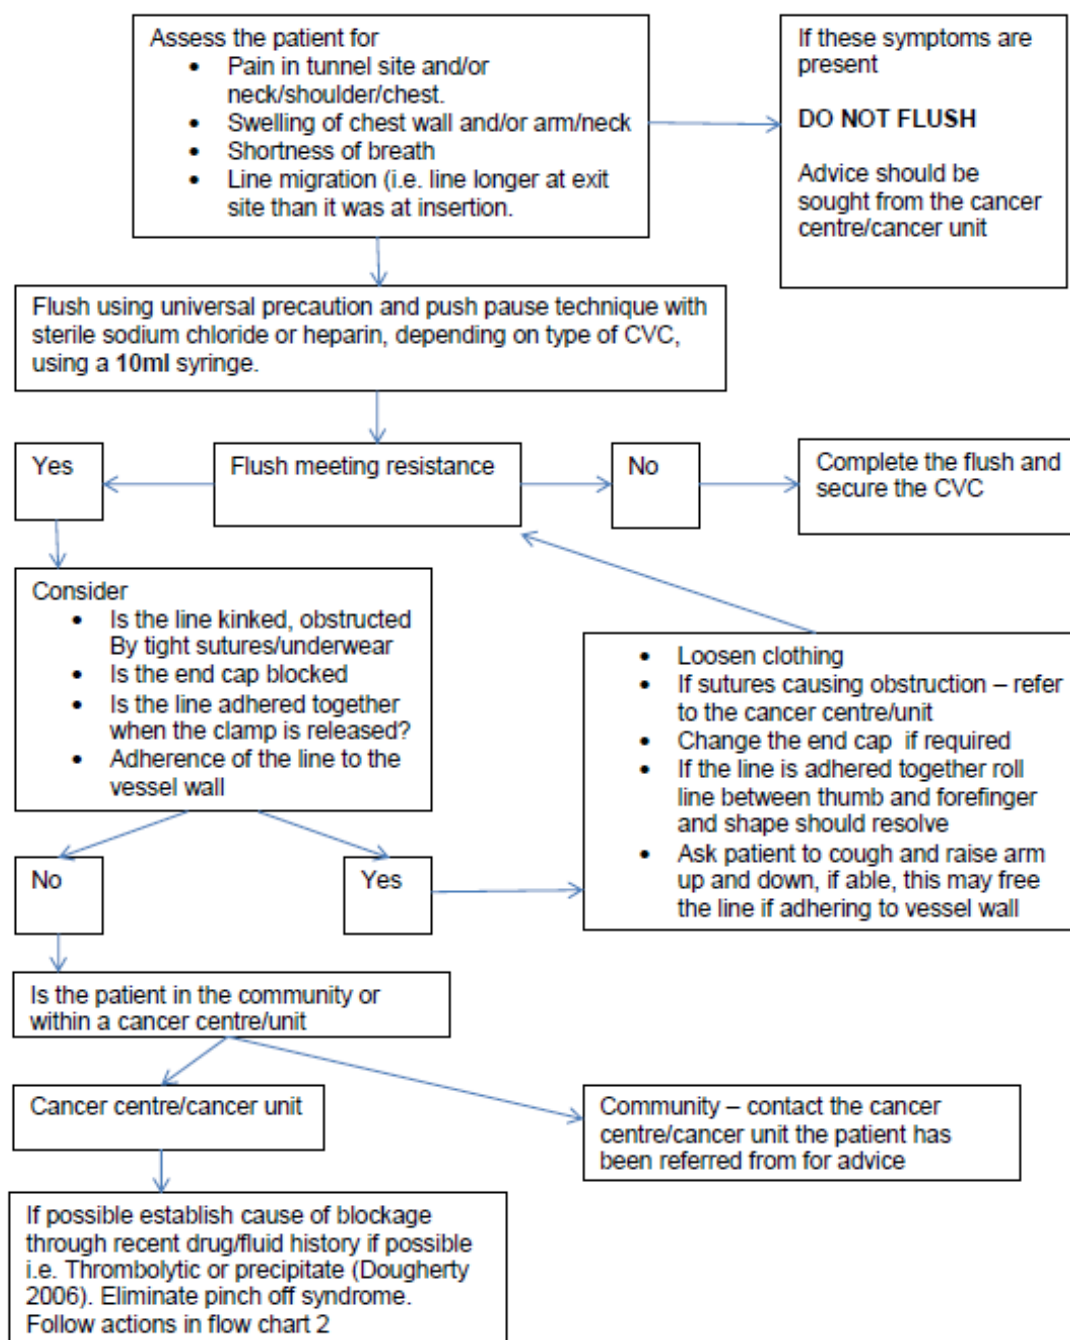 Assess the patient for
• Pain in tunnel site and/or
neck/shoulder/chest.
• Swelling of chest wall and/or arm/neck
• Shortness of breath
• Line migration (i.e. line longer at exit
site than it was at insertion.
If these symptoms are
present
DO NOT FLUSH
Advice should be
sought from the cancer
centre/cancer unit
Flush using universal precaution and push pause technique with
sterile sodium chloride or heparin, depending on type of CVC,
using a 10ml syringe.
Yes
Flush meeting resistance
No
Complete the flush and
secure the CVC
Consider
• Is the line kinked, obstructed
By tight sutures/underwear
• Is the end cap blocked
• Is the line adhered together
when the clamp is released?
• Adherence of the line to the
vessel wall
• Loosen clothing
• If sutures causing obstruction – refer
to the cancer centre/unit
• Change the end cap if required
• If the line is adhered together roll
line between thumb and forefinger
and shape should resolve
• Ask patient to cough and raise arm
up and down, if able, this may free
the line if adhering to vessel wall
No
Yes
Is the patient in the community or
within a cancer centre/unit
Cancer centre/cancer unit
Community – contact the cancer
centre/cancer unit the patient has
been referred from for advice
If possible establish cause of blockage
through recent drug/fluid history if possible
i.e. Thrombolytic or precipitate (Dougherty
2006). Eliminate pinch off syndrome.
Follow actions in flow chart 2